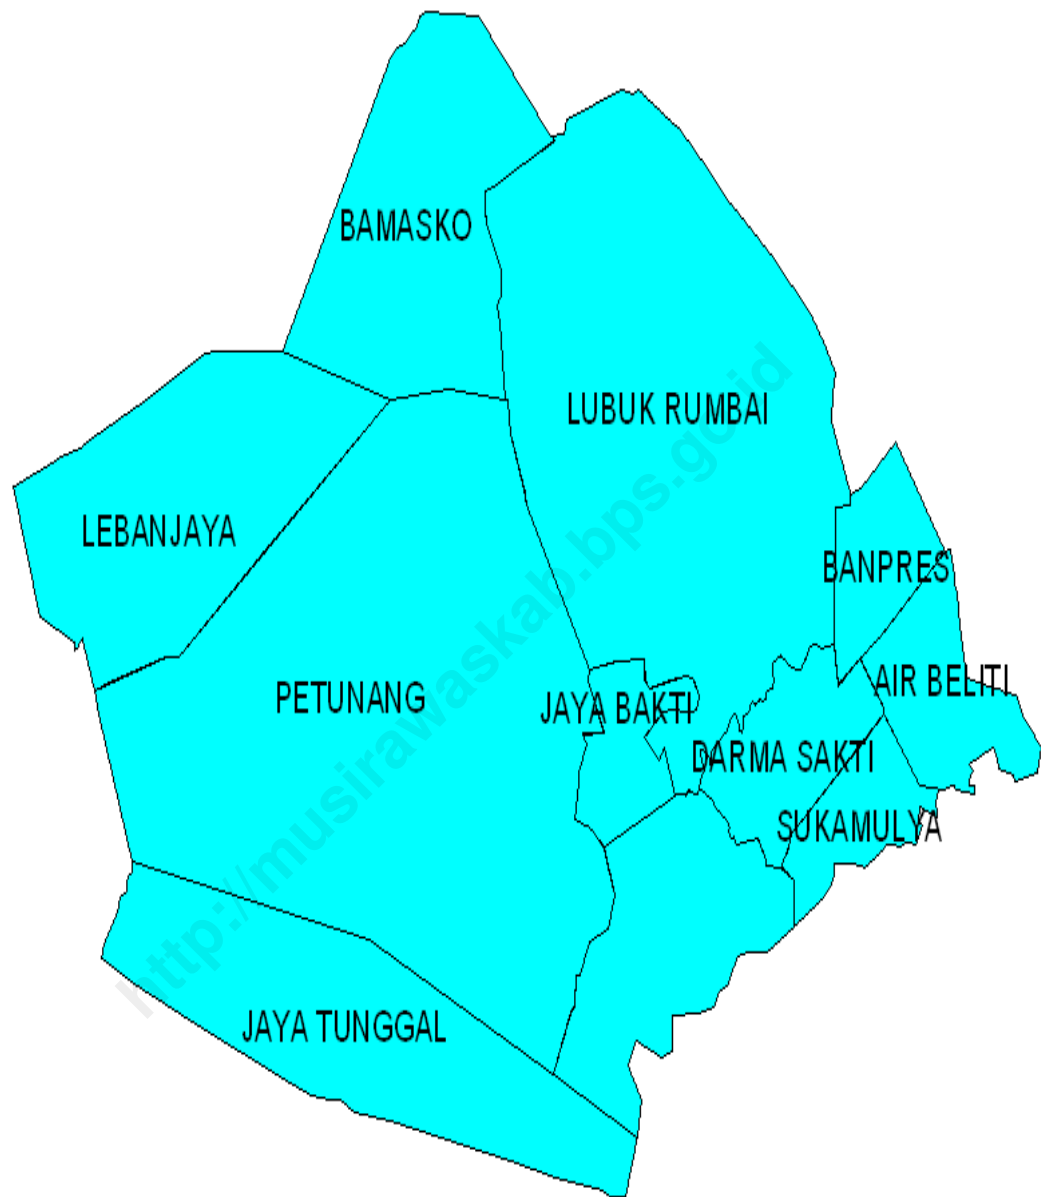 BAMASKO
LUBUK RUMBAI
LEBANJAYA
BANPRES
PETUNANG
JAYA BAKTI
AIR BELITI
DARMA SAKTI
SUKAMULYA
JAYA TUNGGAL
http://musirawaskab.bps.go.id